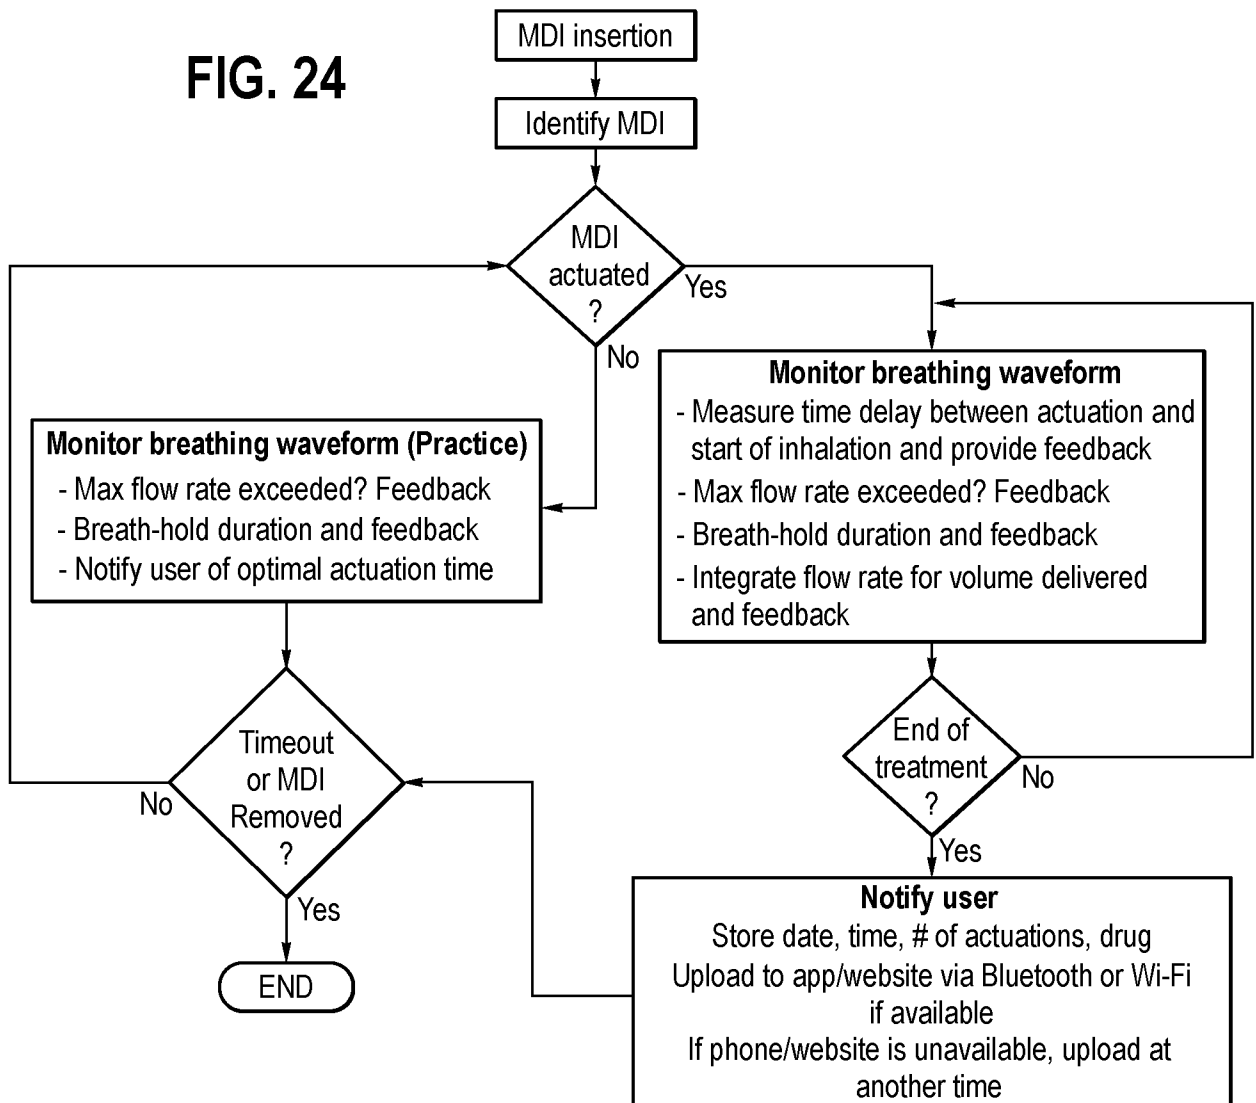 FIG. 24
MDI insertion
Identify MDI
MDI
actuated
?
Yes
No
Monitor breathing waveform (Practice)
- Max flow rate exceeded? Feedback
- Breath-hold duration and feedback
- Notify user of optimal actuation time
Monitor breathing waveform
- Measure time delay between actuation and
start of inhalation and provide feedback
- Max flow rate exceeded? Feedback
- Breath-hold duration and feedback
- Integrate flow rate for volume delivered
and feedback
Timeout
or MDI
Removed
?
No
Yes
END
End of
treatment
?
No
Yes
Notify user
Store date, time, # of actuations, drug
Upload to app/website via Bluetooth or Wi-Fi
if available
If phone/website is unavailable, upload at
another time